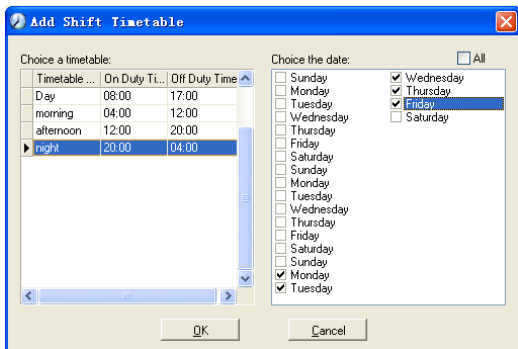 Add Shift Timetable
Choice a timetable:
Timetable ... On Duty Ti... Off Duty Time
Day 08:00 17:00
morning 04:00 12:00
afternoon 12:00 20:00
night 20:00 04:00
Choice the date:
All
Sunday
Monday
Tuesday
Wednesday
Thursday
Friday
Saturday
Sunday
Monday
Tuesday
Wednesday
Thursday
Friday
Saturday
Sunday
Monday
Tuesday
Wednesday
Thursday
Friday
Saturday
OK
Cancel